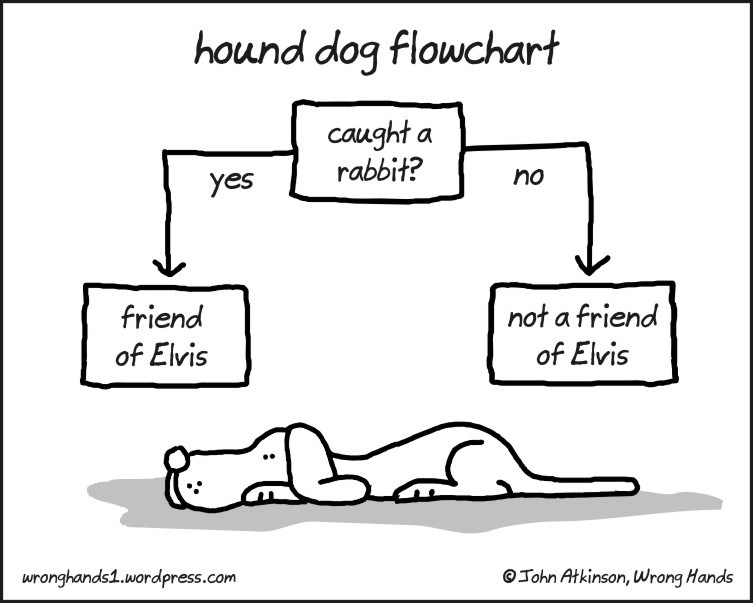 hound dog flowchart
caught a
rabbit?
yes
no
friend
of Elvis
not a friend
of Elvis
wronghands1.wordpress.com
© John Atkinson, Wrong Hands